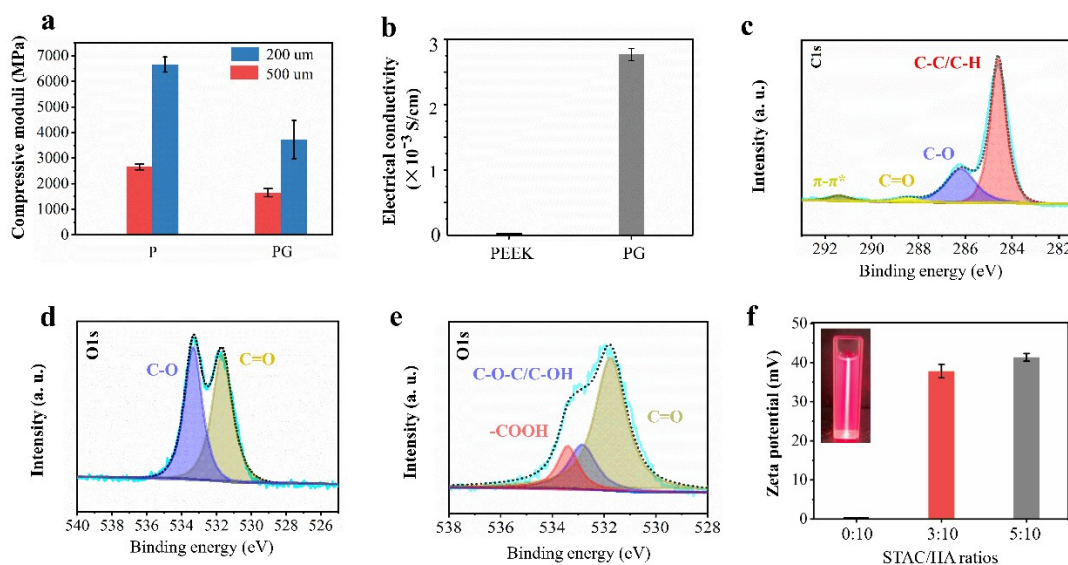 a
Compressive moduli (MPa)
7000
6000
5000
4000
3000
2000
1000
0
200 um
500 um
P
PG
b
Electrical conductivity
(×10⁻³ S/cm)
3
2
1
0
PEEK
PG
c
C1s
Intensity (a. u.)
C-C/C-H
C-O
C=O
π-π*
292
290
288
286
284
282
Binding energy (eV)
d
O1s
Intensity (a. u.)
C-O
C=O
540
538
536
534
532
530
528
526
Binding energy (eV)
e
O1s
Intensity (a. u.)
C-O-C/C-OH
-COOH
C=O
538
536
534
532
530
528
Binding energy (eV)
f
Zeta potential (mV)
50
40
30
20
10
0
0:10
3:10
5:10
STAC/HA ratios